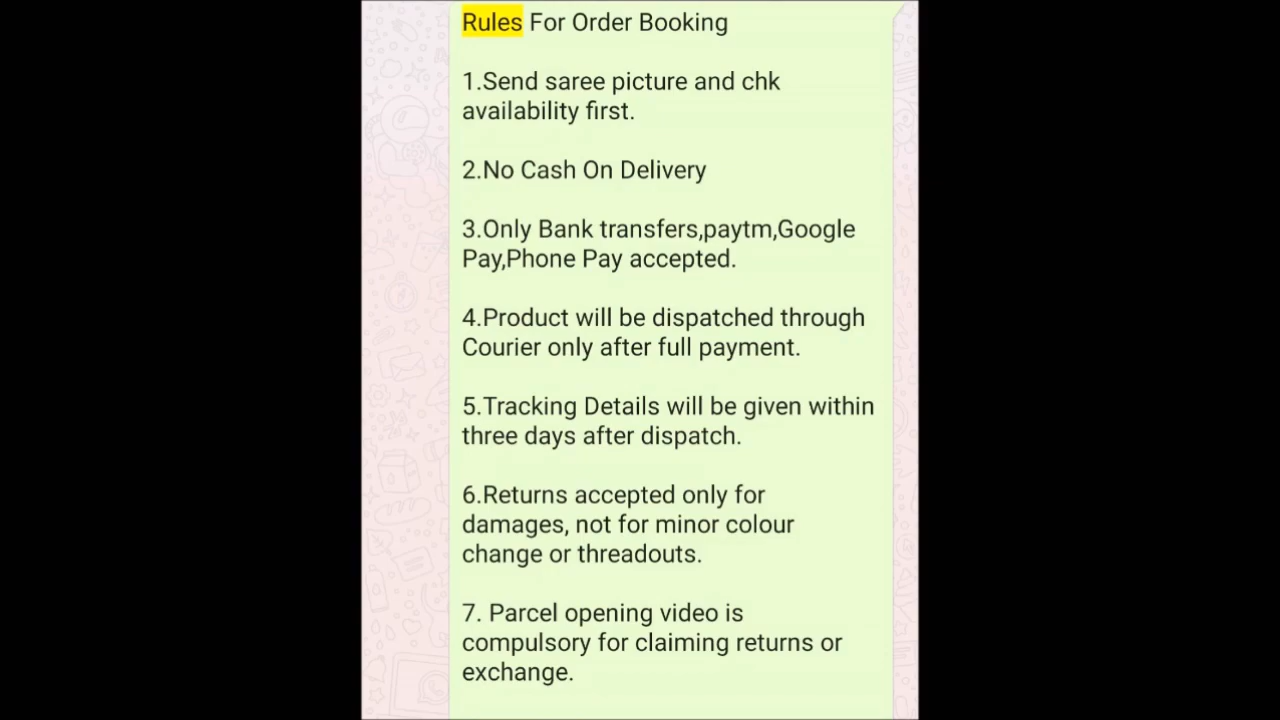 Rules For Order Booking
1.Send saree picture and chk
availability first.
2.No Cash On Delivery
3.Only Bank transfers,paytm,Google
Pay,Phone Pay accepted.
4.Product will be dispatched through
Courier only after full payment.
5.Tracking Details will be given within
three days after dispatch.
6.Returns accepted only for
damages, not for minor colour
change or threadouts.
7. Parcel opening video is
compulsory for claiming returns or
exchange.